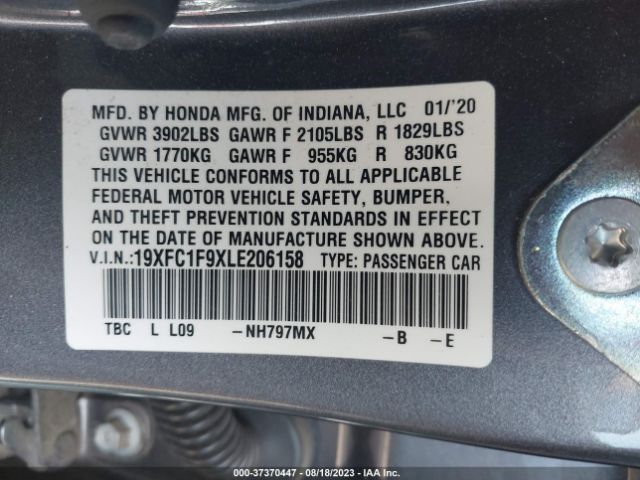 MFD. BY HONDA MFG. OF INDIANA, LLC 01/'20
GVWR 3902LBS GAWR F 2105LBS R 1829LBS
GVWR 1770KG GAWR F 955KG R 830KG
THIS VEHICLE CONFORMS TO ALL APPLICABLE
FEDERAL MOTOR VEHICLE SAFETY, BUMPER,
AND THEFT PREVENTION STANDARDS IN EFFECT
ON THE DATE OF MANUFACTURE SHOWN ABOVE.
V.I.N.:19XFC1F9XLE206158 TYPE: PASSENGER CAR
TBC L L09 -NH797MX -B -E
000-37370447 - 08/18/2023 - IAA Inc.